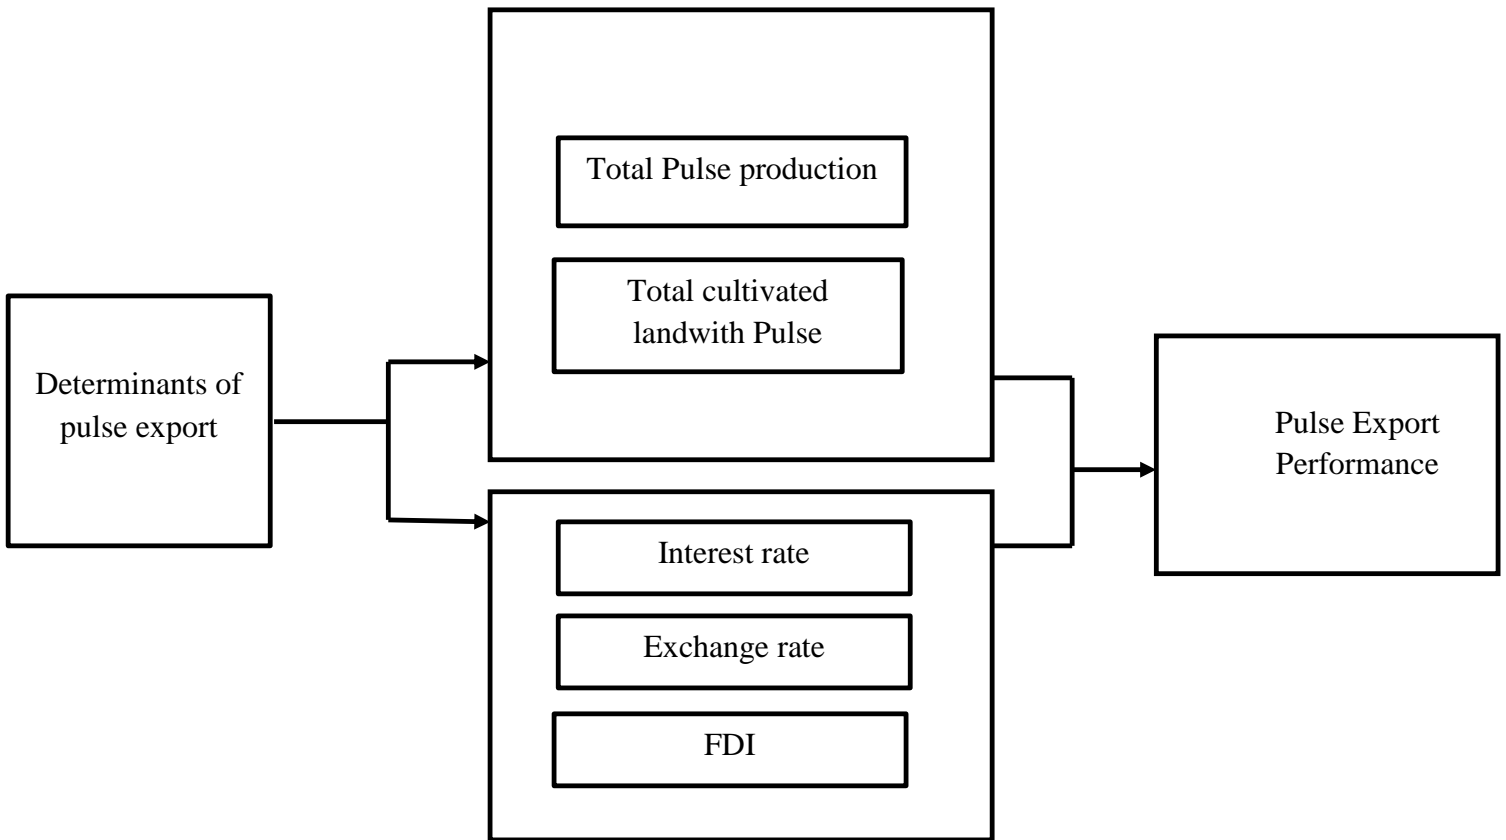 Determinants of
pulse export
Total Pulse production
Total cultivated
landwith Pulse
Interest rate
Exchange rate
FDI
Pulse Export
Performance